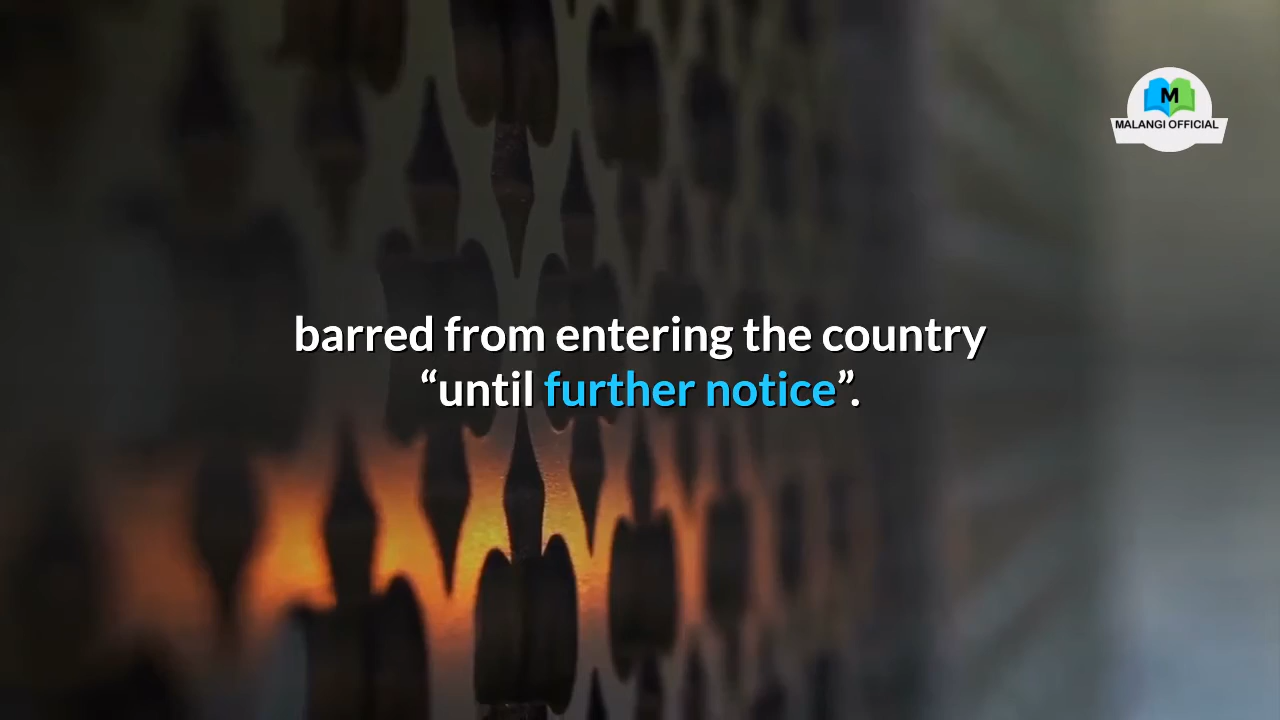 M
MALANGI OFFICIAL
barred from entering the country
“until further notice”.